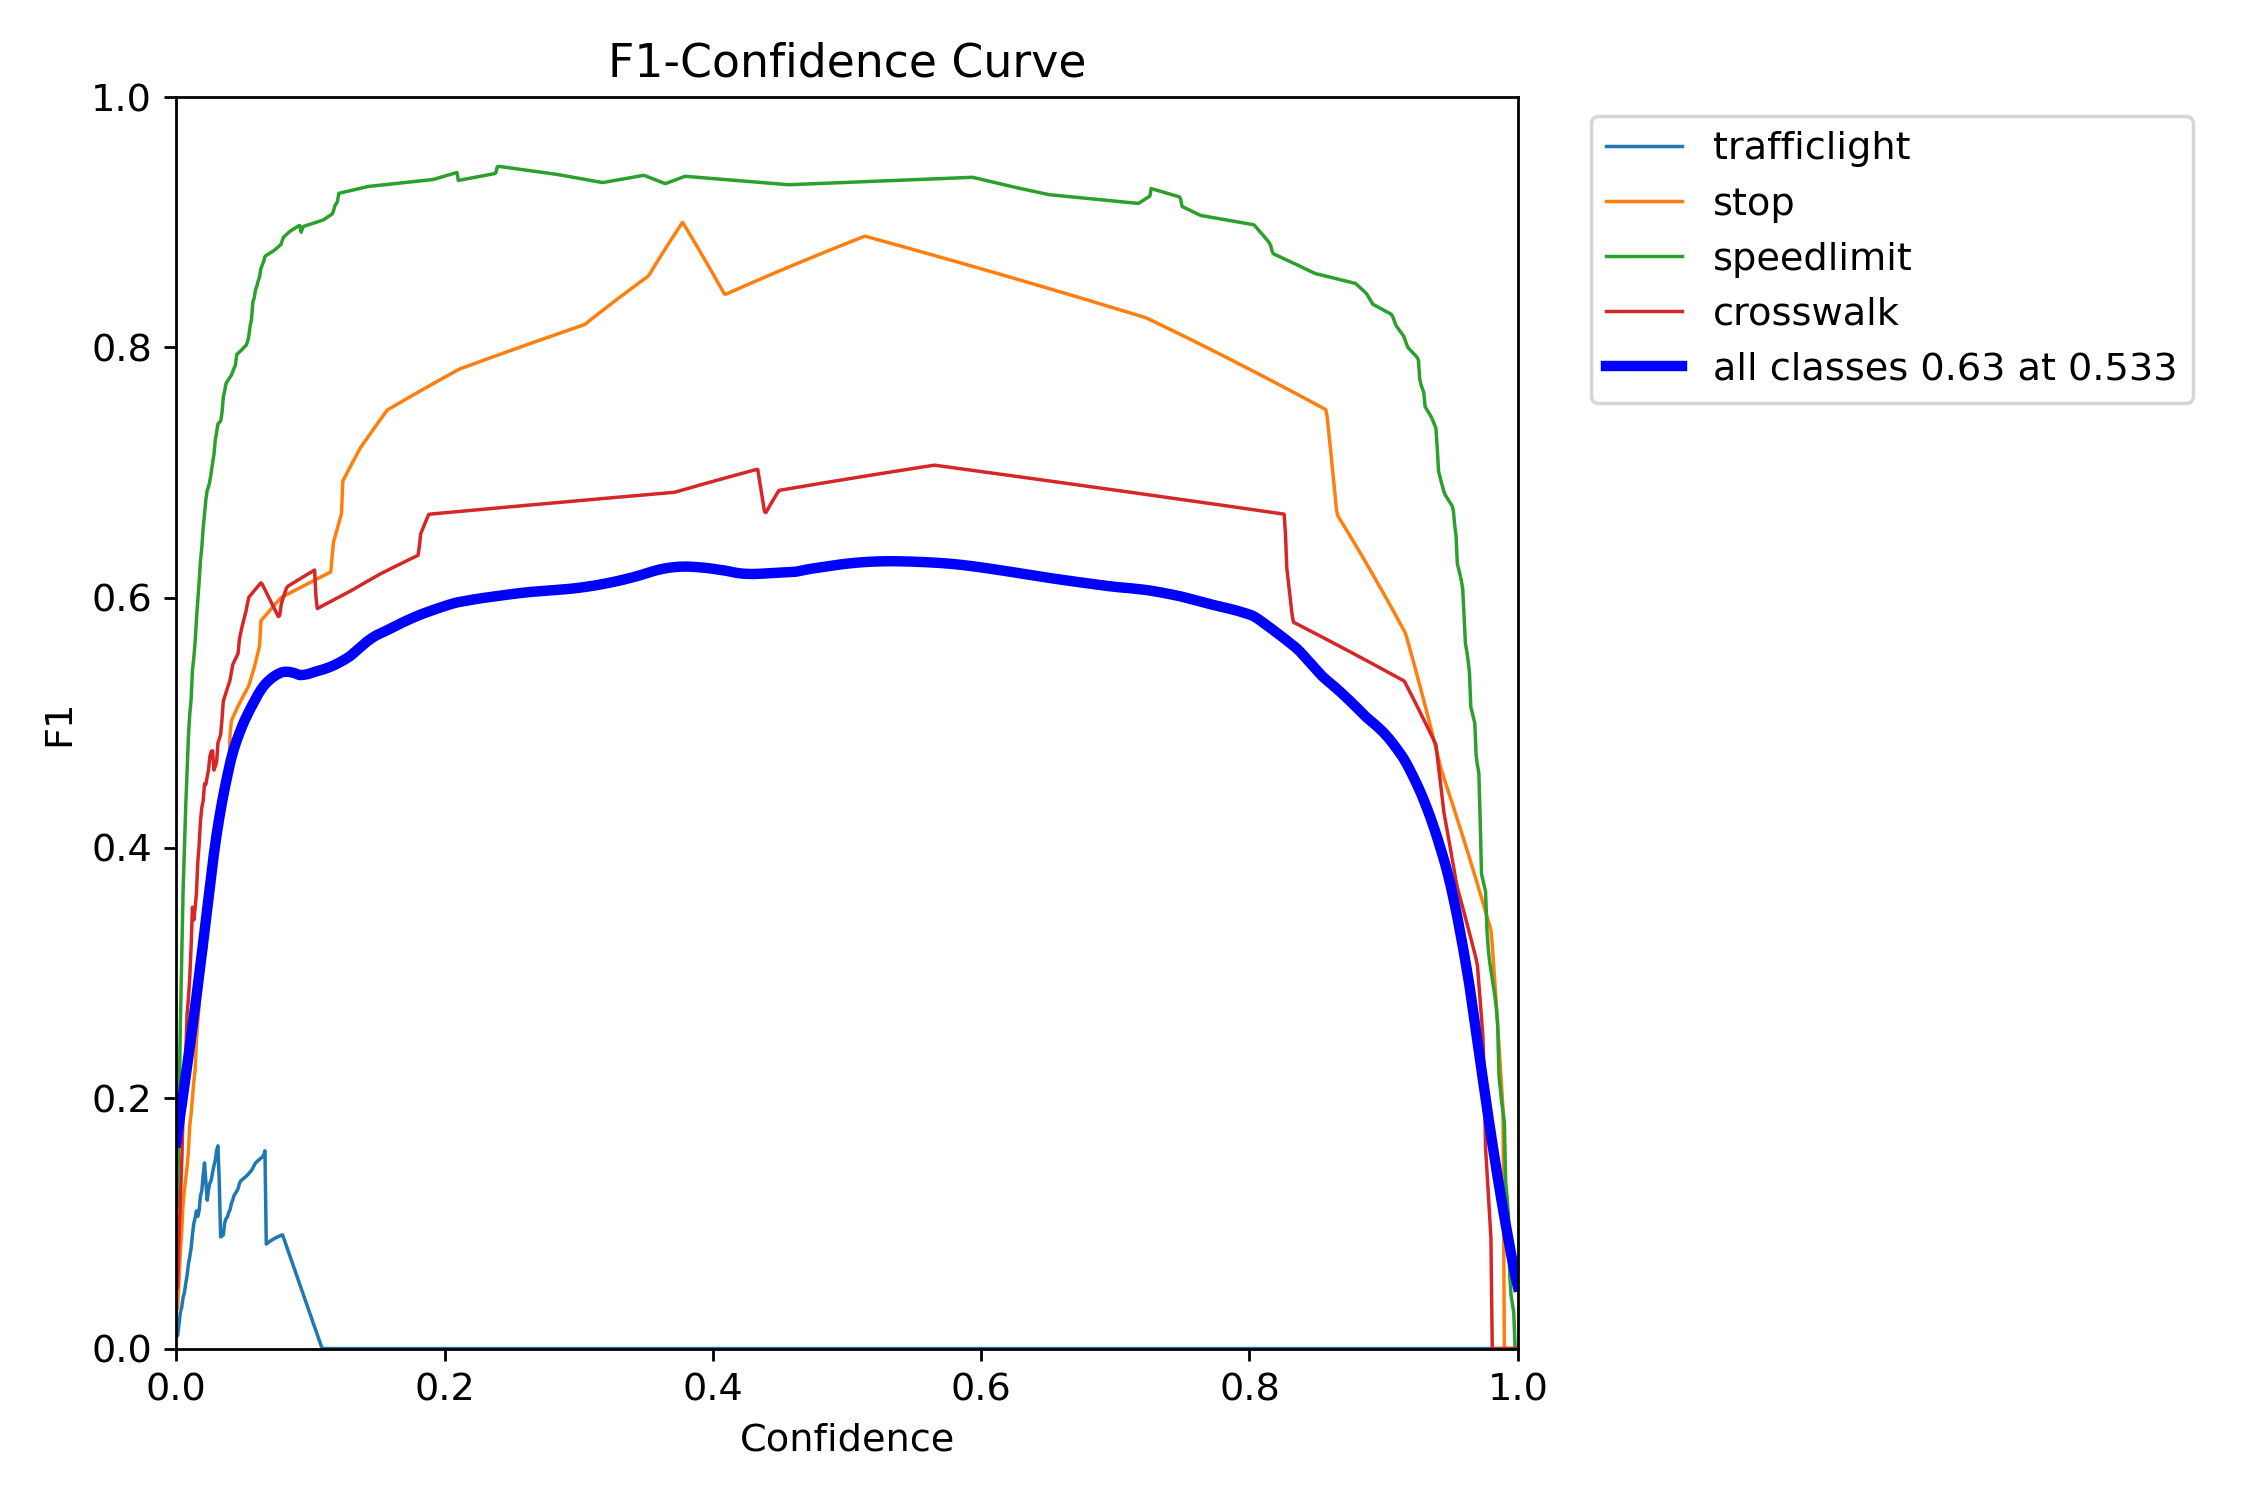 F1-Confidence Curve
1.0
0.8
0.6
0.4
0.2
0.0
F1
0.0 0.2 0.4 0.6 0.8 1.0
Confidence
trafficlight
stop
speedlimit
crosswalk
all classes 0.63 at 0.533